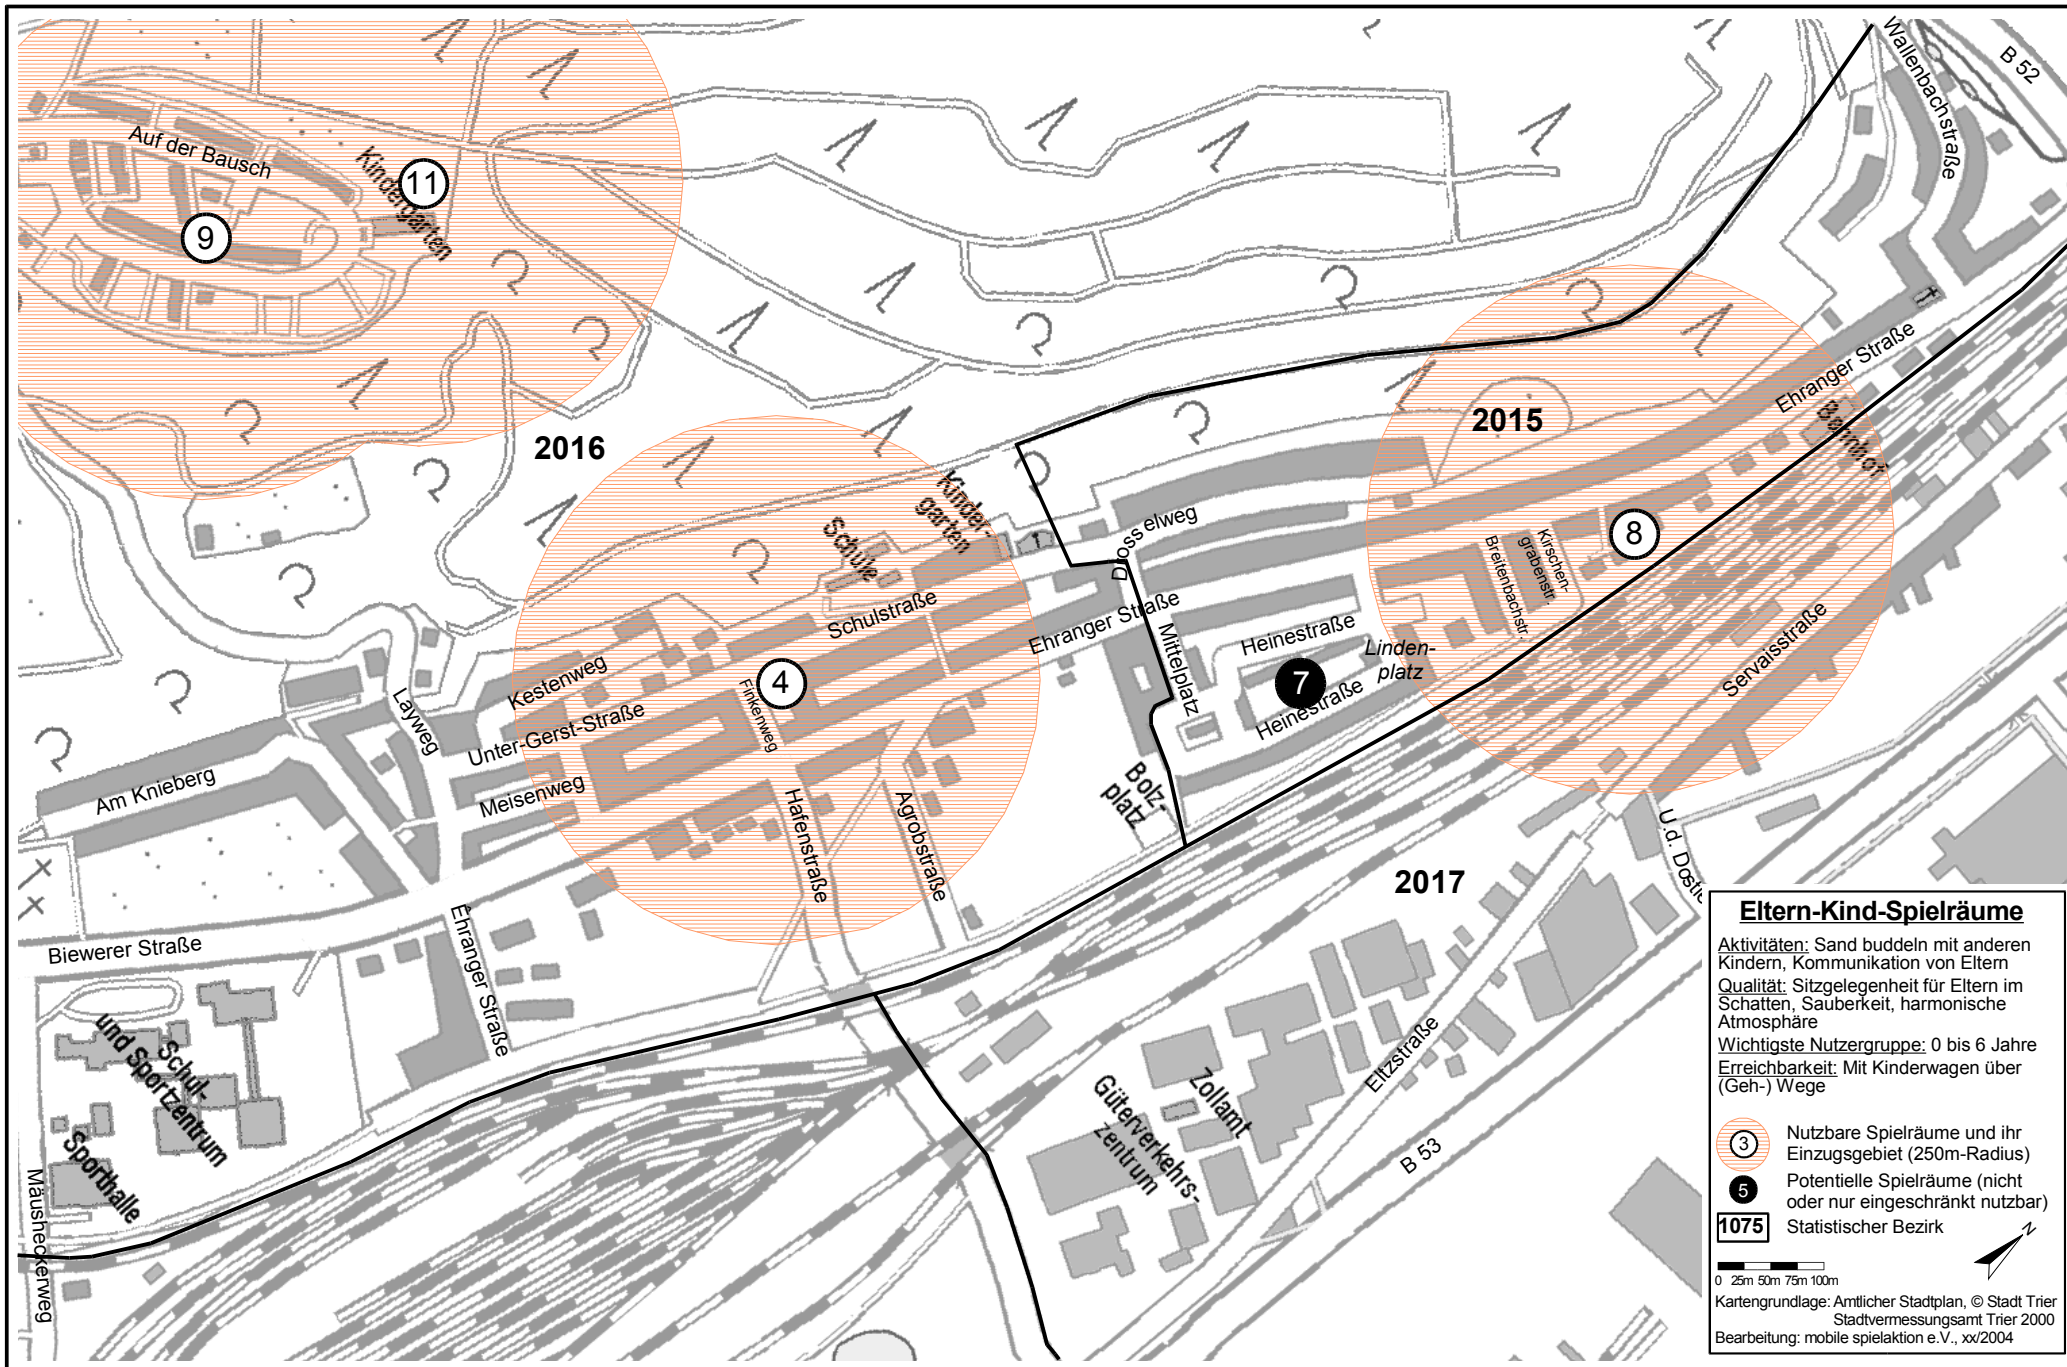 Wallenbachstraße
B 52
Auf der Bausch
Kindergarten
11
9
2016
2015
Ehranger Straße
Bahnhof
Kinder-
garten
Schule
Schulstraße
Drosselweg
Ehranger Straße
Mittelplatz
Heinestraße
Linden-
platz
7
Heinestraße
Breitenbachstr.
Kirschen-
grabenstr.
8
Servaisstraße
Kestenweg
Unter-Gerst-Straße
Finkenweg
4
Layweg
Meisenweg
Am Knieberg
Hafenstraße
Agrobstraße
Bolz-
platz
U.d. Dostle
2017
Biewerer Straße
Ehranger Straße
Schul-
und Sportzentrum
Sporthalle
Mäusheckerweg
Zollamt
Güterverkehrs-
zentrum
Eltzstraße
B 53
Eltern-Kind-Spielräume
Aktivitäten: Sand buddeln mit anderen
Kindern, Kommunikation von Eltern
Qualität: Sitzgelegenheit für Eltern im
Schatten, Sauberkeit, harmonische
Atmosphäre
Wichtigste Nutzergruppe: 0 bis 6 Jahre
Erreichbarkeit: Mit Kinderwagen über
(Geh-) Wege
3 Nutzbare Spielräume und ihr
Einzugsgebiet (250m-Radius)
5 Potentielle Spielräume (nicht
oder nur eingeschränkt nutzbar)
1075 Statistischer Bezirk
N
0 25m 50m 75m 100m
Kartengrundlage: Amtlicher Stadtplan, © Stadt Trier
Stadtvermessungsamt Trier 2000
Bearbeitung: mobile spielaktion e.V., xx/2004